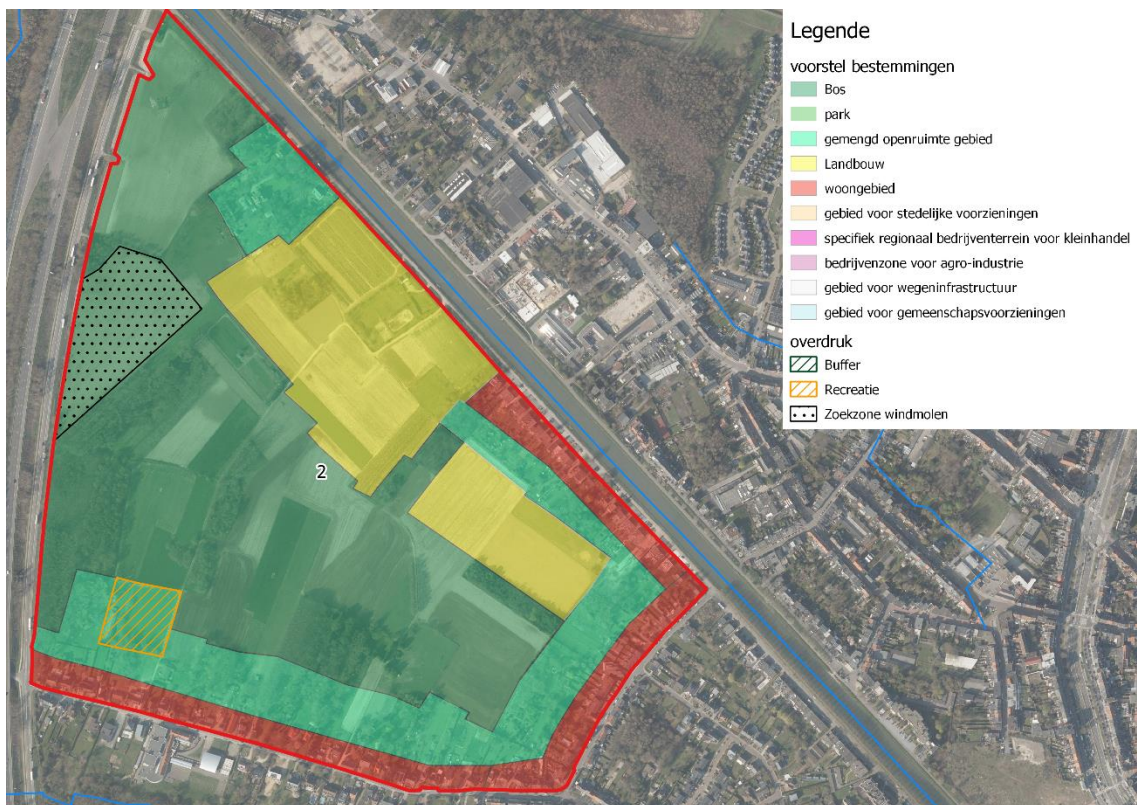 Legende
voorstel bestemmingen
Bos
park
gemengd openruimte gebied
Landbouw
woongebied
gebied voor stedelijke voorzieningen
specifiek regionaal bedrijventerrein voor kleinhandel
bedrijvenzone voor agro-industrie
gebied voor wegeninfrastructuur
gebied voor gemeenschapsvoorzieningen
overdruk
Buffer
Recreatie
Zoekzone windmolen
2